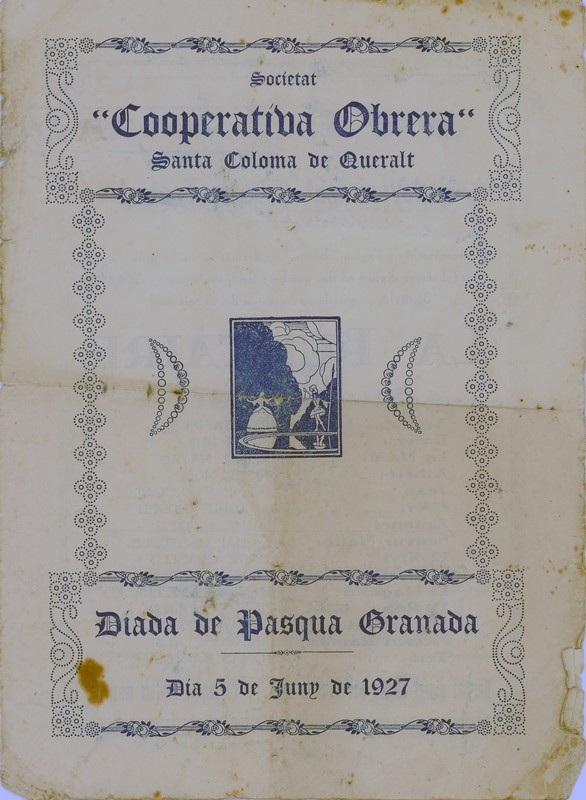 Societat
“Cooperativa Obrera“
Santa Coloma de Queralt
Diada de Pasqua Granada
Dia 5 de Juny de 1927